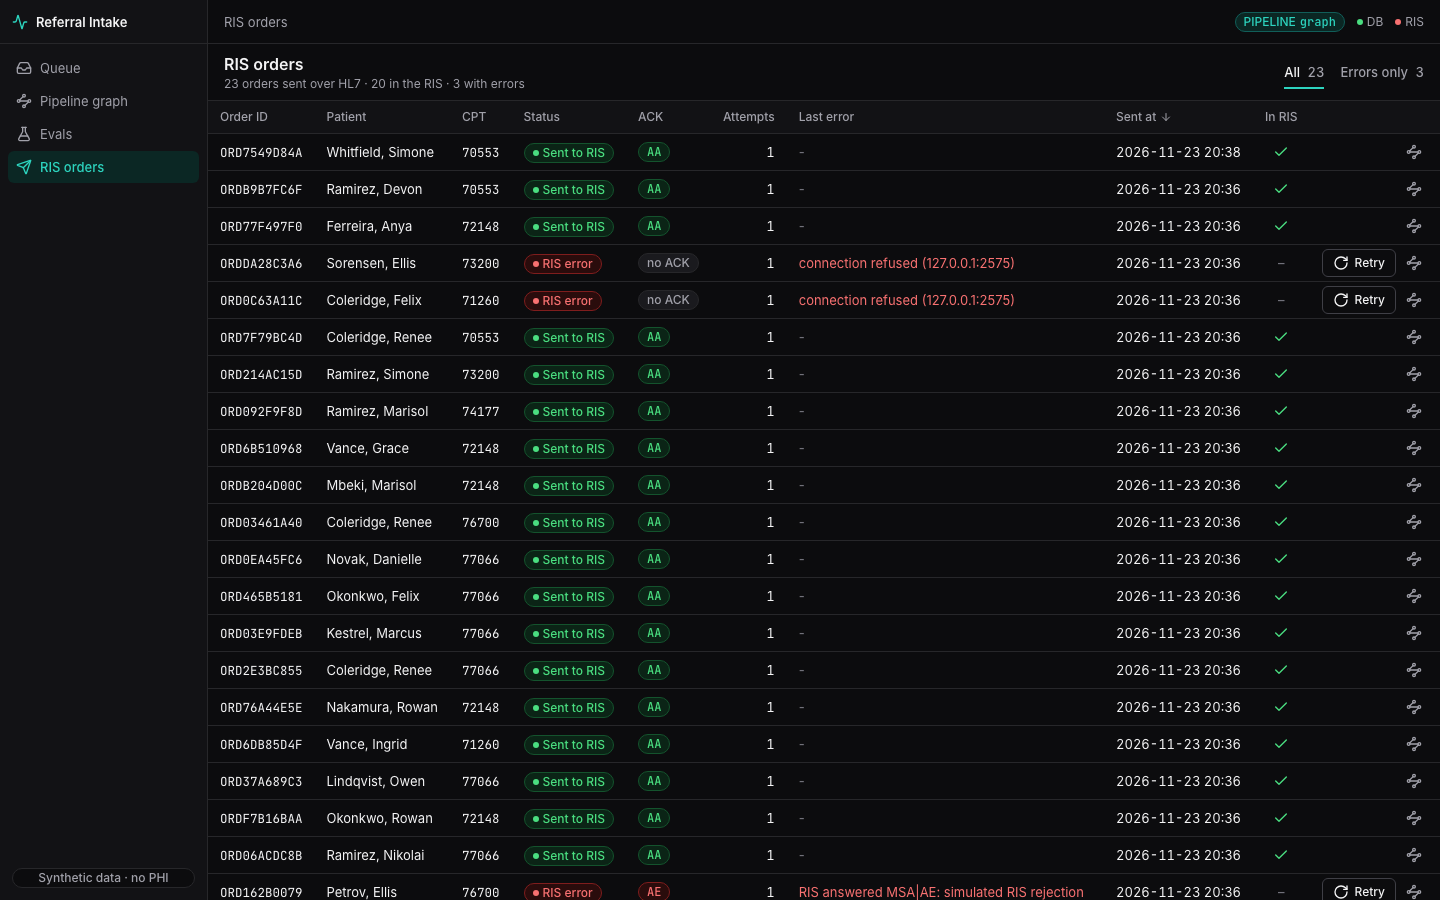 Referral Intake
RIS orders
PIPELINE graph
DB
RIS
Queue
Pipeline graph
Evals
RIS orders
Synthetic data · no PHI
RIS orders
23 orders sent over HL7 · 20 in the RIS · 3 with errors
All 23
Errors only 3
Order ID Patient CPT Status ACK Attempts Last error Sent at ↓ In RIS
ORD7549D84A Whitfield, Simone 70553 Sent to RIS AA 1 - 2026-11-23 20:38
ORDB9B7FC6F Ramirez, Devon 70553 Sent to RIS AA 1 - 2026-11-23 20:36
ORD77F497F0 Ferreira, Anya 72148 Sent to RIS AA 1 - 2026-11-23 20:36
ORDDA28C3A6 Sorensen, Ellis 73200 RIS error no ACK 1 connection refused (127.0.0.1:2575) 2026-11-23 20:36 – Retry
ORD0C63A11C Coleridge, Felix 71260 RIS error no ACK 1 connection refused (127.0.0.1:2575) 2026-11-23 20:36 – Retry
ORD7F79BC4D Coleridge, Renee 70553 Sent to RIS AA 1 - 2026-11-23 20:36
ORD214AC15D Ramirez, Simone 73200 Sent to RIS AA 1 - 2026-11-23 20:36
ORD092F9F8D Ramirez, Marisol 74177 Sent to RIS AA 1 - 2026-11-23 20:36
ORD6B510968 Vance, Grace 72148 Sent to RIS AA 1 - 2026-11-23 20:36
ORDB204D00C Mbeki, Marisol 72148 Sent to RIS AA 1 - 2026-11-23 20:36
ORD03461A40 Coleridge, Renee 76700 Sent to RIS AA 1 - 2026-11-23 20:36
ORD0EA45FC6 Novak, Danielle 77066 Sent to RIS AA 1 - 2026-11-23 20:36
ORD465B5181 Okonkwo, Felix 77066 Sent to RIS AA 1 - 2026-11-23 20:36
ORD03E9FDEB Kestrel, Marcus 77066 Sent to RIS AA 1 - 2026-11-23 20:36
ORD2E3BC855 Coleridge, Renee 77066 Sent to RIS AA 1 - 2026-11-23 20:36
ORD76A44E5E Nakamura, Rowan 72148 Sent to RIS AA 1 - 2026-11-23 20:36
ORD6DB85D4F Vance, Ingrid 71260 Sent to RIS AA 1 - 2026-11-23 20:36
ORD37A689C3 Lindqvist, Owen 77066 Sent to RIS AA 1 - 2026-11-23 20:36
ORDF7B16BAA Okonkwo, Rowan 72148 Sent to RIS AA 1 - 2026-11-23 20:36
ORD06ACDC8B Ramirez, Nikolai 77066 Sent to RIS AA 1 - 2026-11-23 20:36
ORD162B0079 Petrov, Ellis 76700 RIS error AE 1 RIS answered MSA|AE: simulated RIS rejection 2026-11-23 20:36 – Retry